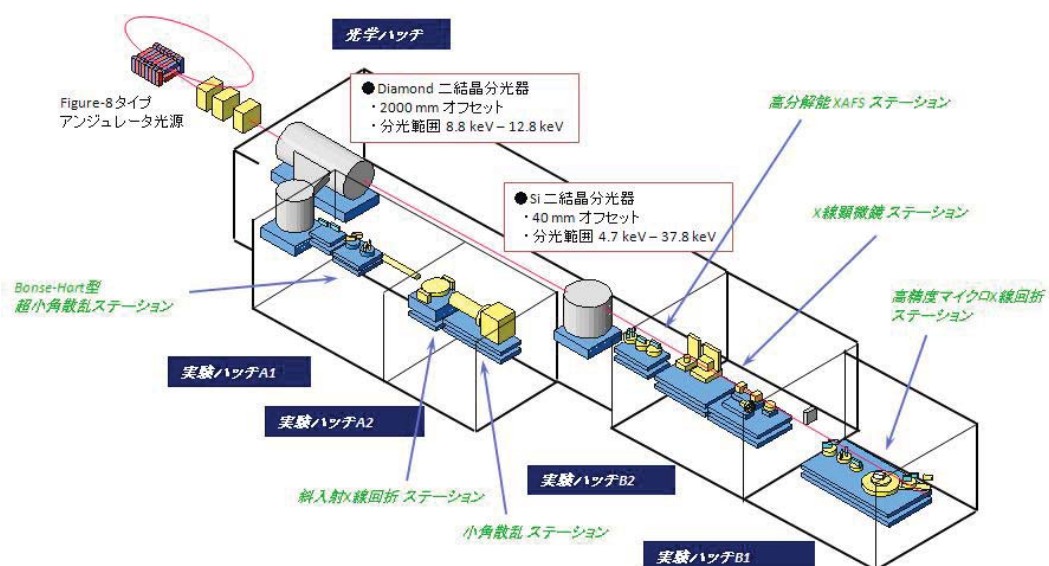 光学ハッチ
Figure-8タイプ
アンジュレータ光源
●Diamond 二結晶分光器
・2000 mm オフセット
・分光範囲 8.8 keV – 12.8 keV
高分解能 XAFS ステーション
●Si 二結晶分光器
・40 mm オフセット
・分光範囲 4.7 keV – 37.8 keV
X線顕微鏡 ステーション
Bonse-Hart型
超小角散乱ステーション
高精度マイクロX線回折
ステーション
実験ハッチA1
実験ハッチA2
実験ハッチB2
斜入射X線回折 ステーション
小角散乱 ステーション
実験ハッチB1